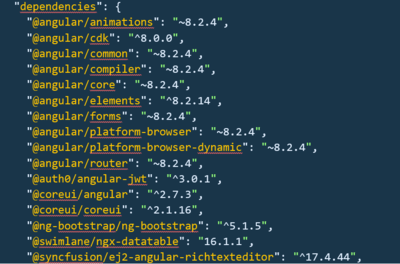 "dependencies": {
"@angular/animations": "~8.2.4",
"@angular/cdk": "^8.0.0",
"@angular/common": "~8.2.4",
"@angular/compiler": "~8.2.4",
"@angular/core": "~8.2.4",
"@angular/elements": "^8.2.14",
"@angular/forms": "~8.2.4",
"@angular/platform-browser": "~8.2.4",
"@angular/platform-browser-dynamic": "~8.2.4",
"@angular/router": "~8.2.4",
"@auth0/angular-jwt": "^3.0.1",
"@coreui/angular": "^2.7.3",
"@coreui/coreui": "^2.1.16",
"@ng-bootstrap/ng-bootstrap": "^5.1.5",
"@swimlane/ngx-datatable": "16.1.1",
"@syncfusion/ej2-angular-richtexteditor": "^17.4.44",